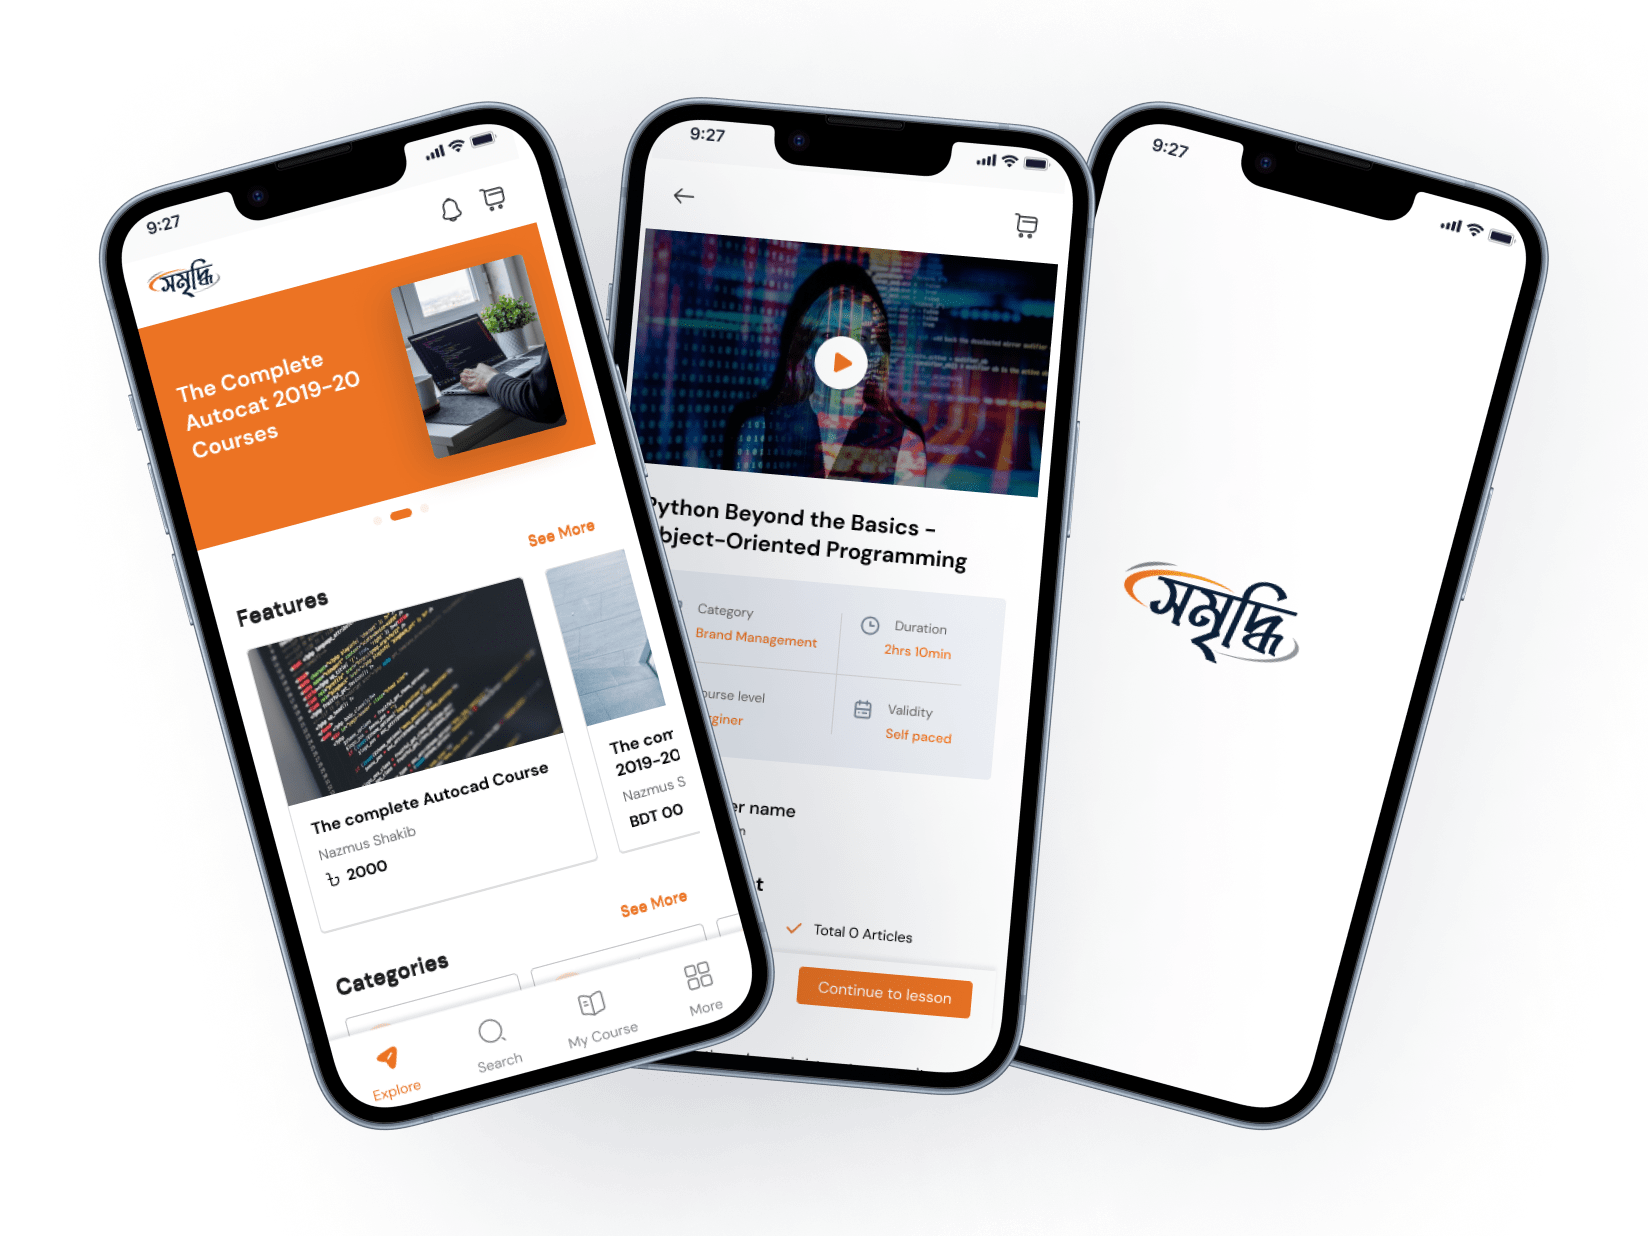 9:27
সমৃদ্ধি
The Complete
Autocat 2019-20
Courses
See More
Features
The complete Autocad Course
Nazmus Shakib
৳ 2000
The com
2019-20
Nazmus S
BDT 00
See More
Categories
Explore
Search
My Course
More
9:27
Python Beyond the Basics -
Object-Oriented Programming
Category
Brand Management
Duration
2hrs 10min
ourse level
eginer
Validity
Self paced
er name
Total 0 Articles
Continue to lesson
9:27
সমৃদ্ধি